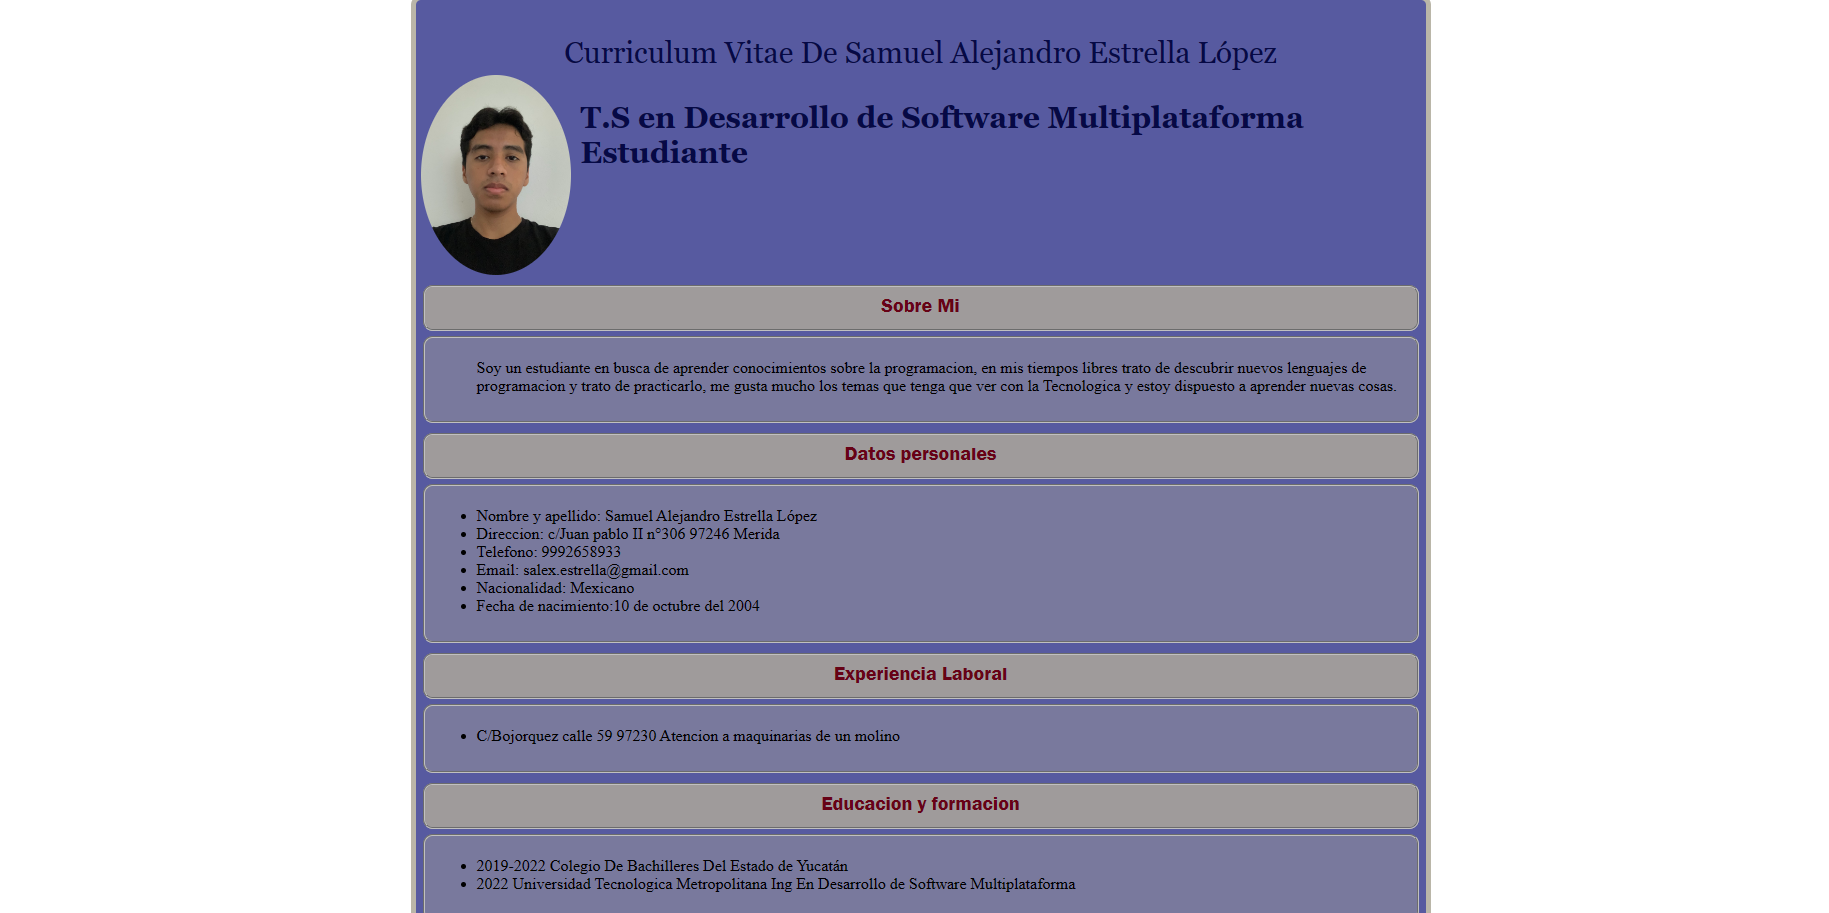 Curriculum Vitae De Samuel Alejandro Estrella López
T.S en Desarrollo de Software Multiplataforma
Estudiante
Sobre Mi
Soy un estudiante en busca de aprender conocimientos sobre la programacion, en mis tiempos libres trato de descubrir nuevos lenguajes de
programacion y trato de practicarlo, me gusta mucho los temas que tenga que ver con la Tecnologica y estoy dispuesto a aprender nuevas cosas.
Datos personales
• Nombre y apellido: Samuel Alejandro Estrella López
• Direccion: c/Juan pablo II n°306 97246 Merida
• Telefono: 9992658933
• Email: salex.estrella@gmail.com
• Nacionalidad: Mexicano
• Fecha de nacimiento:10 de octubre del 2004
Experiencia Laboral
• C/Bojorquez calle 59 97230 Atencion a maquinarias de un molino
Educacion y formacion
• 2019-2022 Colegio De Bachilleres Del Estado de Yucatán
• 2022 Universidad Tecnologica Metropolitana Ing En Desarrollo de Software Multiplataforma